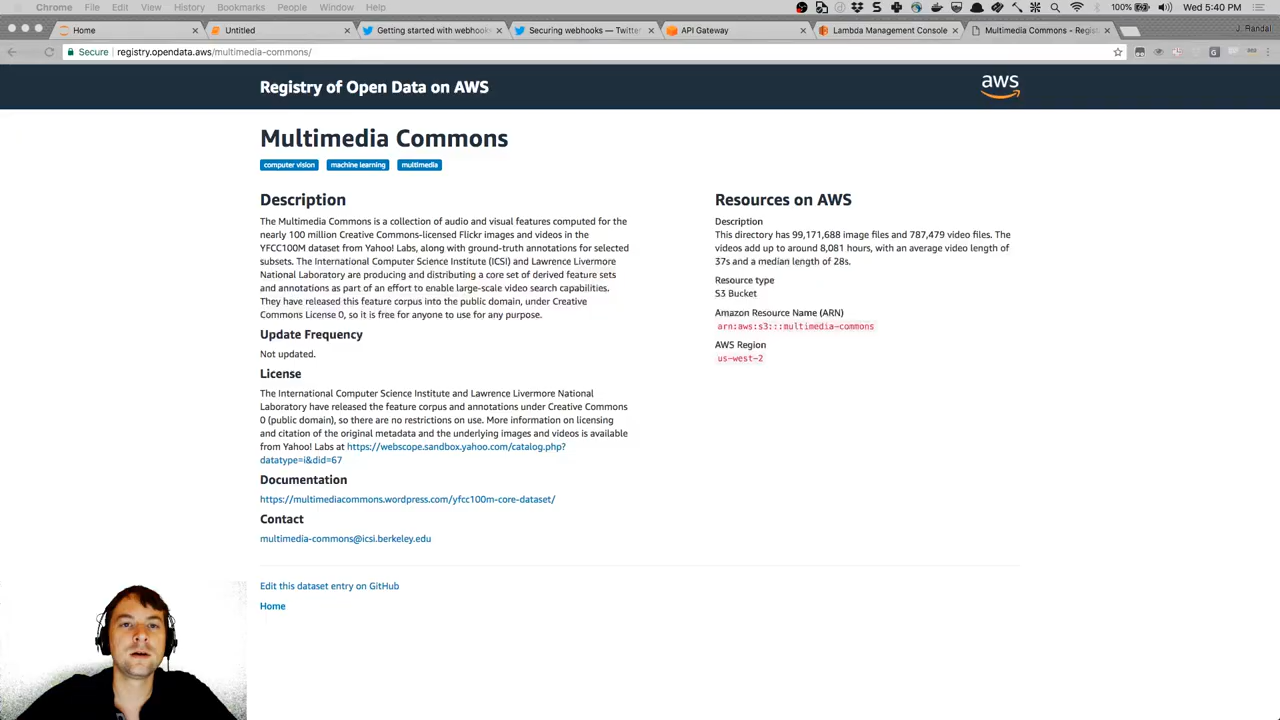 Chrome File Edit View History Bookmarks People Window Help 100% Wed 5:40 PM
Home Untitled Getting started with webhook Securing webhooks — Twitter API Gateway Lambda Management Console Multimedia Commons - Regist J. Randal
Secure registry.opendata.aws/multimedia-commons/
Registry of Open Data on AWS aws
Multimedia Commons
computer vision machine learning multimedia
Description
The Multimedia Commons is a collection of audio and visual features computed for the
nearly 100 million Creative Commons-licensed Flickr images and videos in the
YFCC100M dataset from Yahoo! Labs, along with ground-truth annotations for selected
subsets. The International Computer Science Institute (ICSI) and Lawrence Livermore
National Laboratory are producing and distributing a core set of derived feature sets
and annotations as part of an effort to enable large-scale video search capabilities.
They have released this feature corpus into the public domain, under Creative
Commons License 0, so it is free for anyone to use for any purpose.
Update Frequency
Not updated.
License
The International Computer Science Institute and Lawrence Livermore National
Laboratory have released the feature corpus and annotations under Creative Commons
0 (public domain), so there are no restrictions on use. More information on licensing
and citation of the original metadata and the underlying images and videos is available
from Yahoo! Labs at https://webscope.sandbox.yahoo.com/catalog.php?
datatype=i&did=67
Documentation
https://multimediacommons.wordpress.com/yfcc100m-core-dataset/
Contact
multimedia-commons@icsi.berkeley.edu
Edit this dataset entry on GitHub
Home
Resources on AWS
Description
This directory has 99,171,688 image files and 787,479 video files. The
videos add up to around 8,081 hours, with an average video length of
37s and a median length of 28s.
Resource type
S3 Bucket
Amazon Resource Name (ARN)
arn:aws:s3:::multimedia-commons
AWS Region
us-west-2